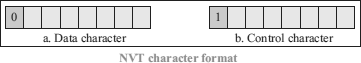 0 1
a. Data character b. Control character
NVT character format